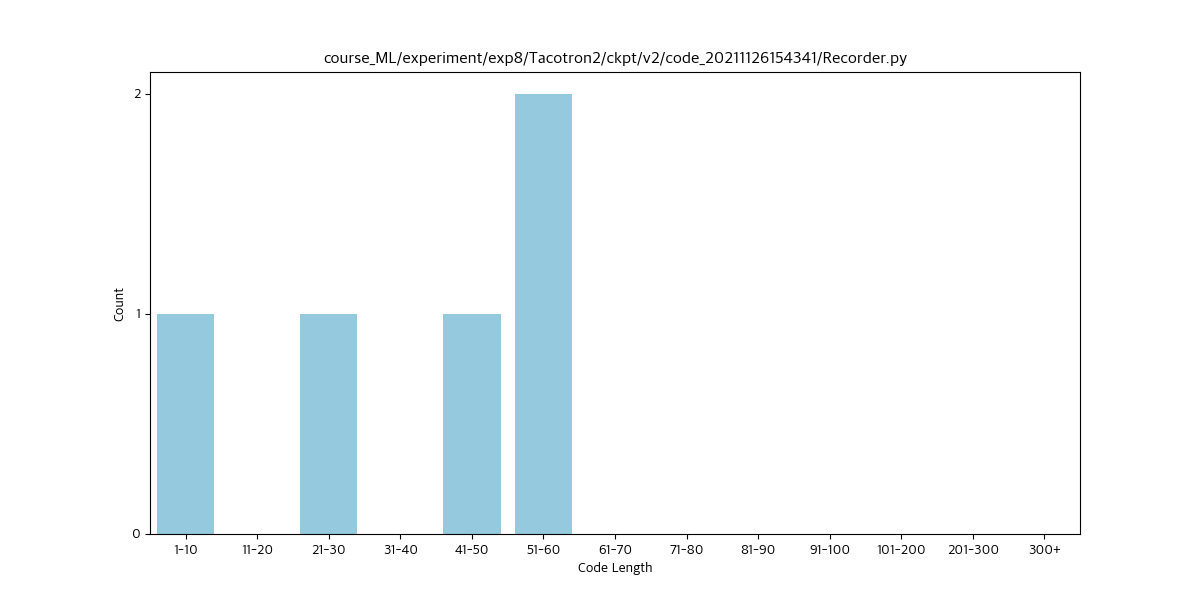 course_ML/experiment/exp8/Tacotron2/ckpt/v2/code_20211126154341/Recorder.py
2
1
0
Count
1-10 11-20 21-30 31-40 41-50 51-60 61-70 71-80 81-90 91-100 101-200 201-300 300+
Code Length